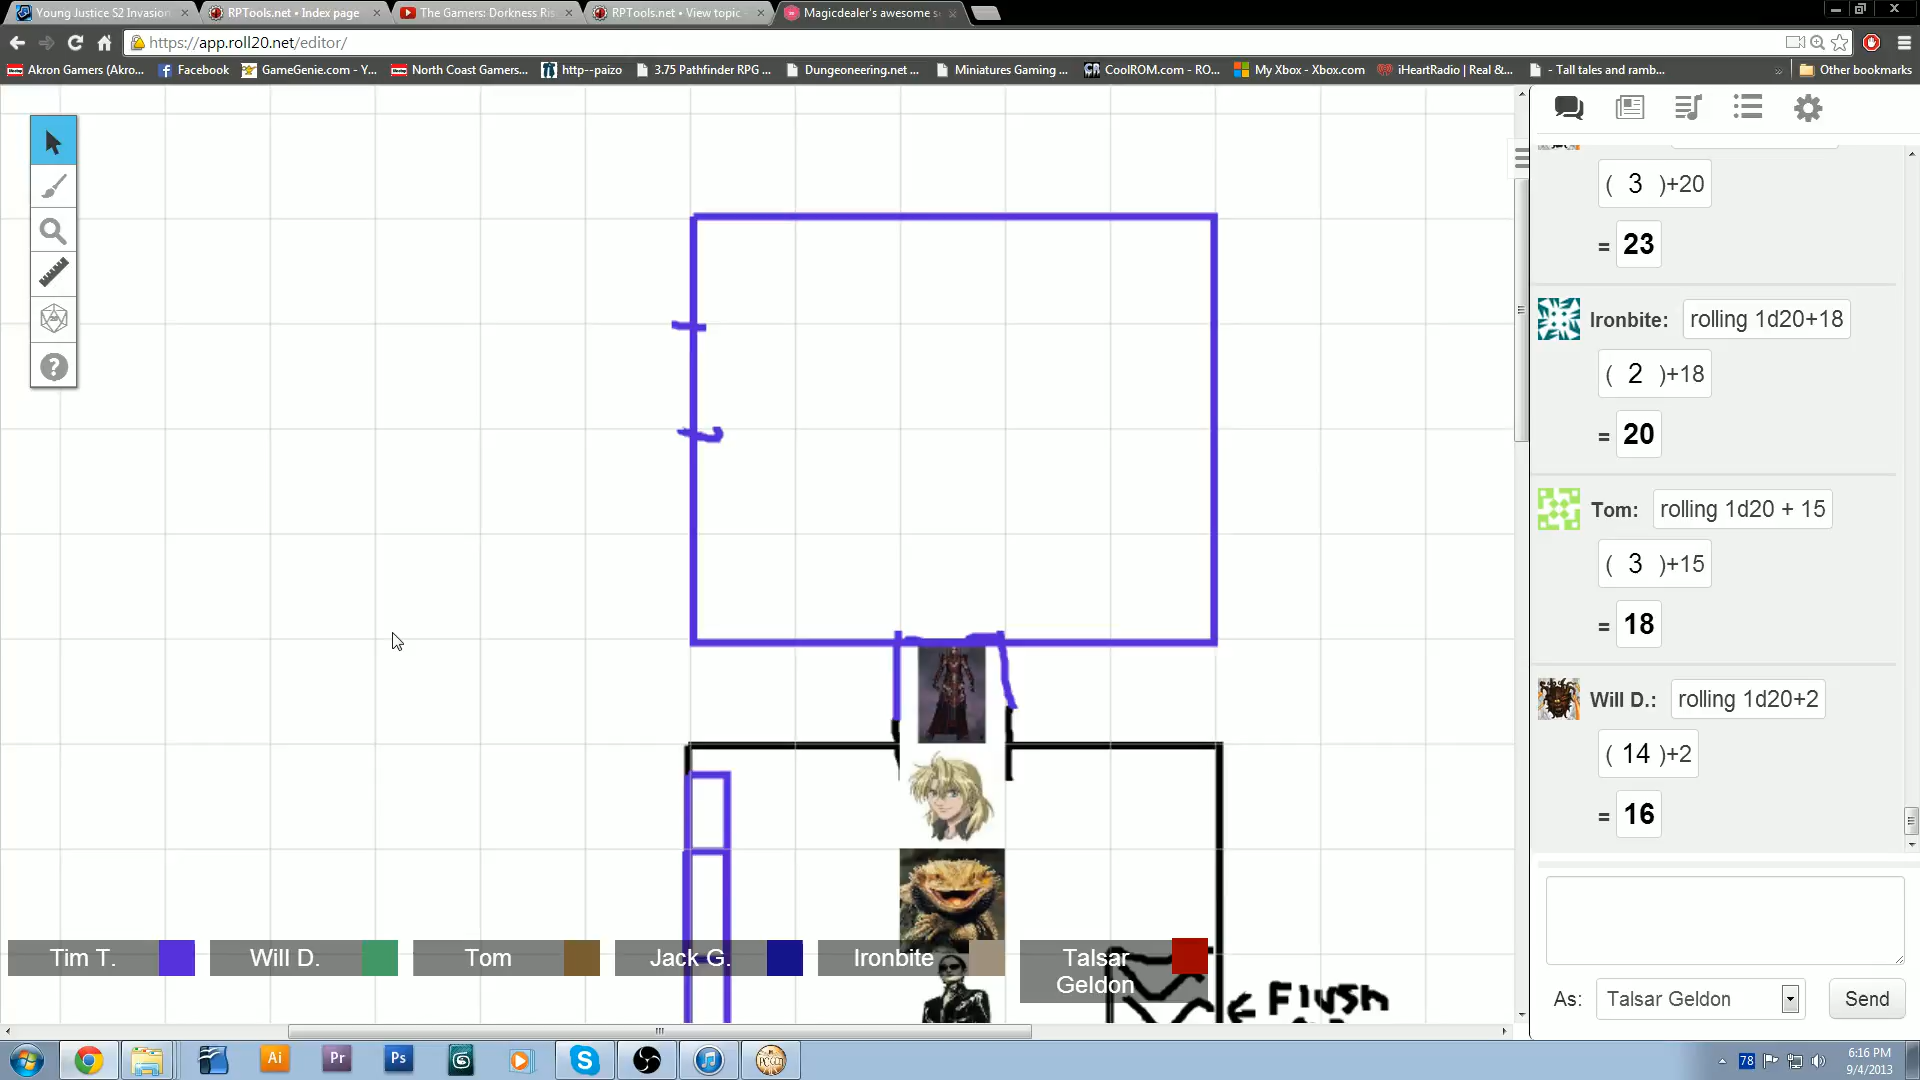 Young Justice S2 Invasion
RPTools.net • Index page
The Gamers: Dorkness Ris
RPTools.net • View topic
Magicdealer's awesome s
https://app.roll20.net/editor/
Akron Gamers (Akro...
Facebook
GameGenie.com - Y...
North Coast Gamers...
http--paizo
3.75 Pathfinder RPG ...
Dungeoneering.net ...
Miniatures Gaming ...
CoolROM.com - RO...
My Xbox - Xbox.com
iHeartRadio | Real &...
- Tall tales and ramb...
»
Other bookmarks
( 3 )+20
= 23
Ironbite: rolling 1d20+18
( 2 )+18
= 20
Tom: rolling 1d20 + 15
( 3 )+15
= 18
Will D.: rolling 1d20+2
( 14 )+2
= 16
Tim T.
Will D.
Tom
Jack G.
Ironbite
Talsar
Geldon
← Flush
As: Talsar Geldon
Send
Ai
Pr
Ps
78
6:16 PM
9/4/2013